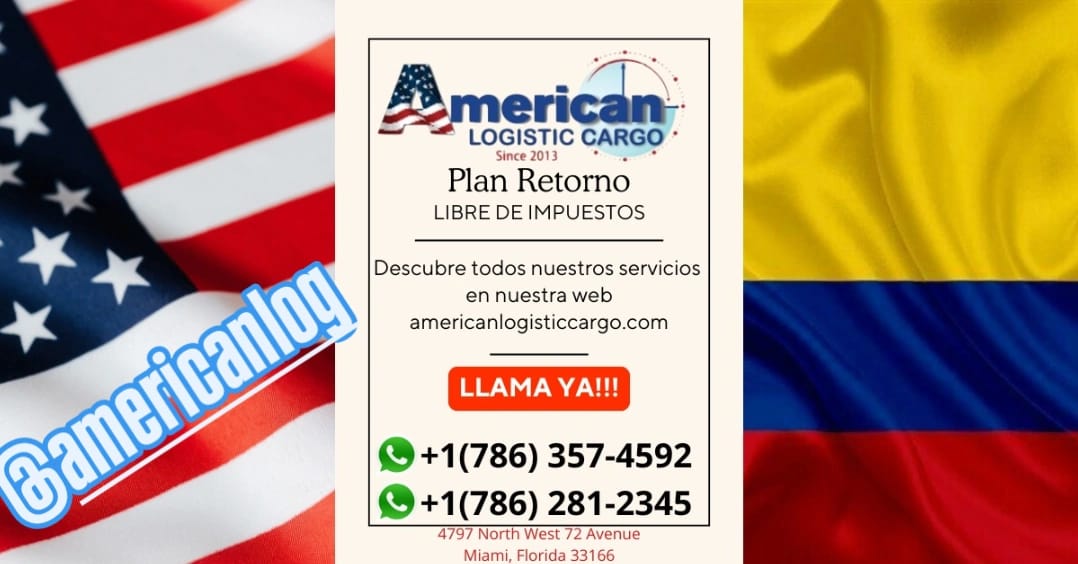 American
LOGISTIC CARGO
Since 2013
Plan Retorno
LIBRE DE IMPUESTOS
Descubre todos nuestros servicios
en nuestra web
americanlogisticcargo.com
LLAMA YA!!!
+1(786) 357-4592
+1(786) 281-2345
4797 North West 72 Avenue
Miami, Florida 33166
@americanlog